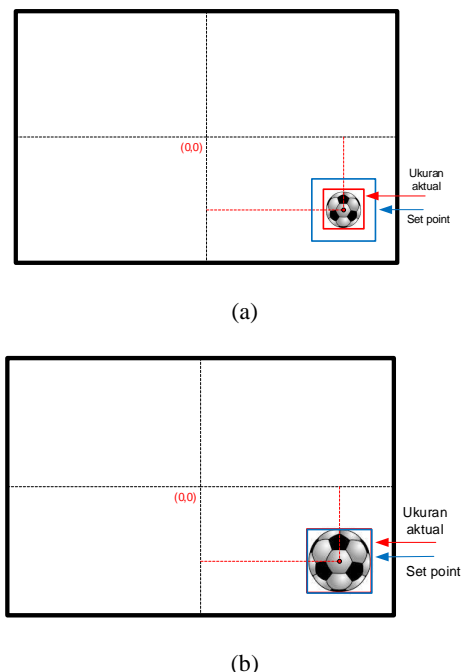 (0,0)
Ukuran
aktual
Set point
(a)
(0,0)
Ukuran
aktual
Set point
(b)